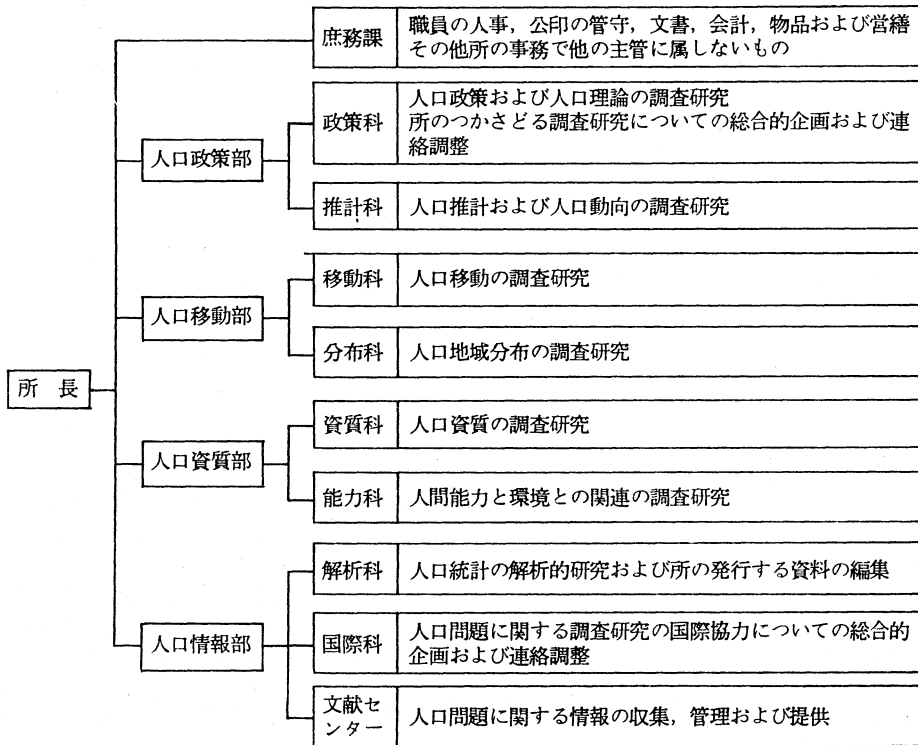 庶務課
職員の人事，公印の管守，文書，会計，物品および営繕
その他所の事務で他の主管に属しないもの
人口政策部
政策科
人口政策および人口理論の調査研究
所のつかさどる調査研究についての総合的企画および連
絡調整
推計科
人口推計および人口動向の調査研究
人口移動部
移動科
人口移動の調査研究
分布科
人口地域分布の調査研究
所　長
人口資質部
資質科
人口資質の調査研究
能力科
人間能力と環境との関連の調査研究
人口情報部
解析科
人口統計の解析的研究および所の発行する資料の編集
国際科
人口問題に関する調査研究の国際協力についての総合的
企画および連絡調整
文献セ
ンター
人口問題に関する情報の収集，管理および提供